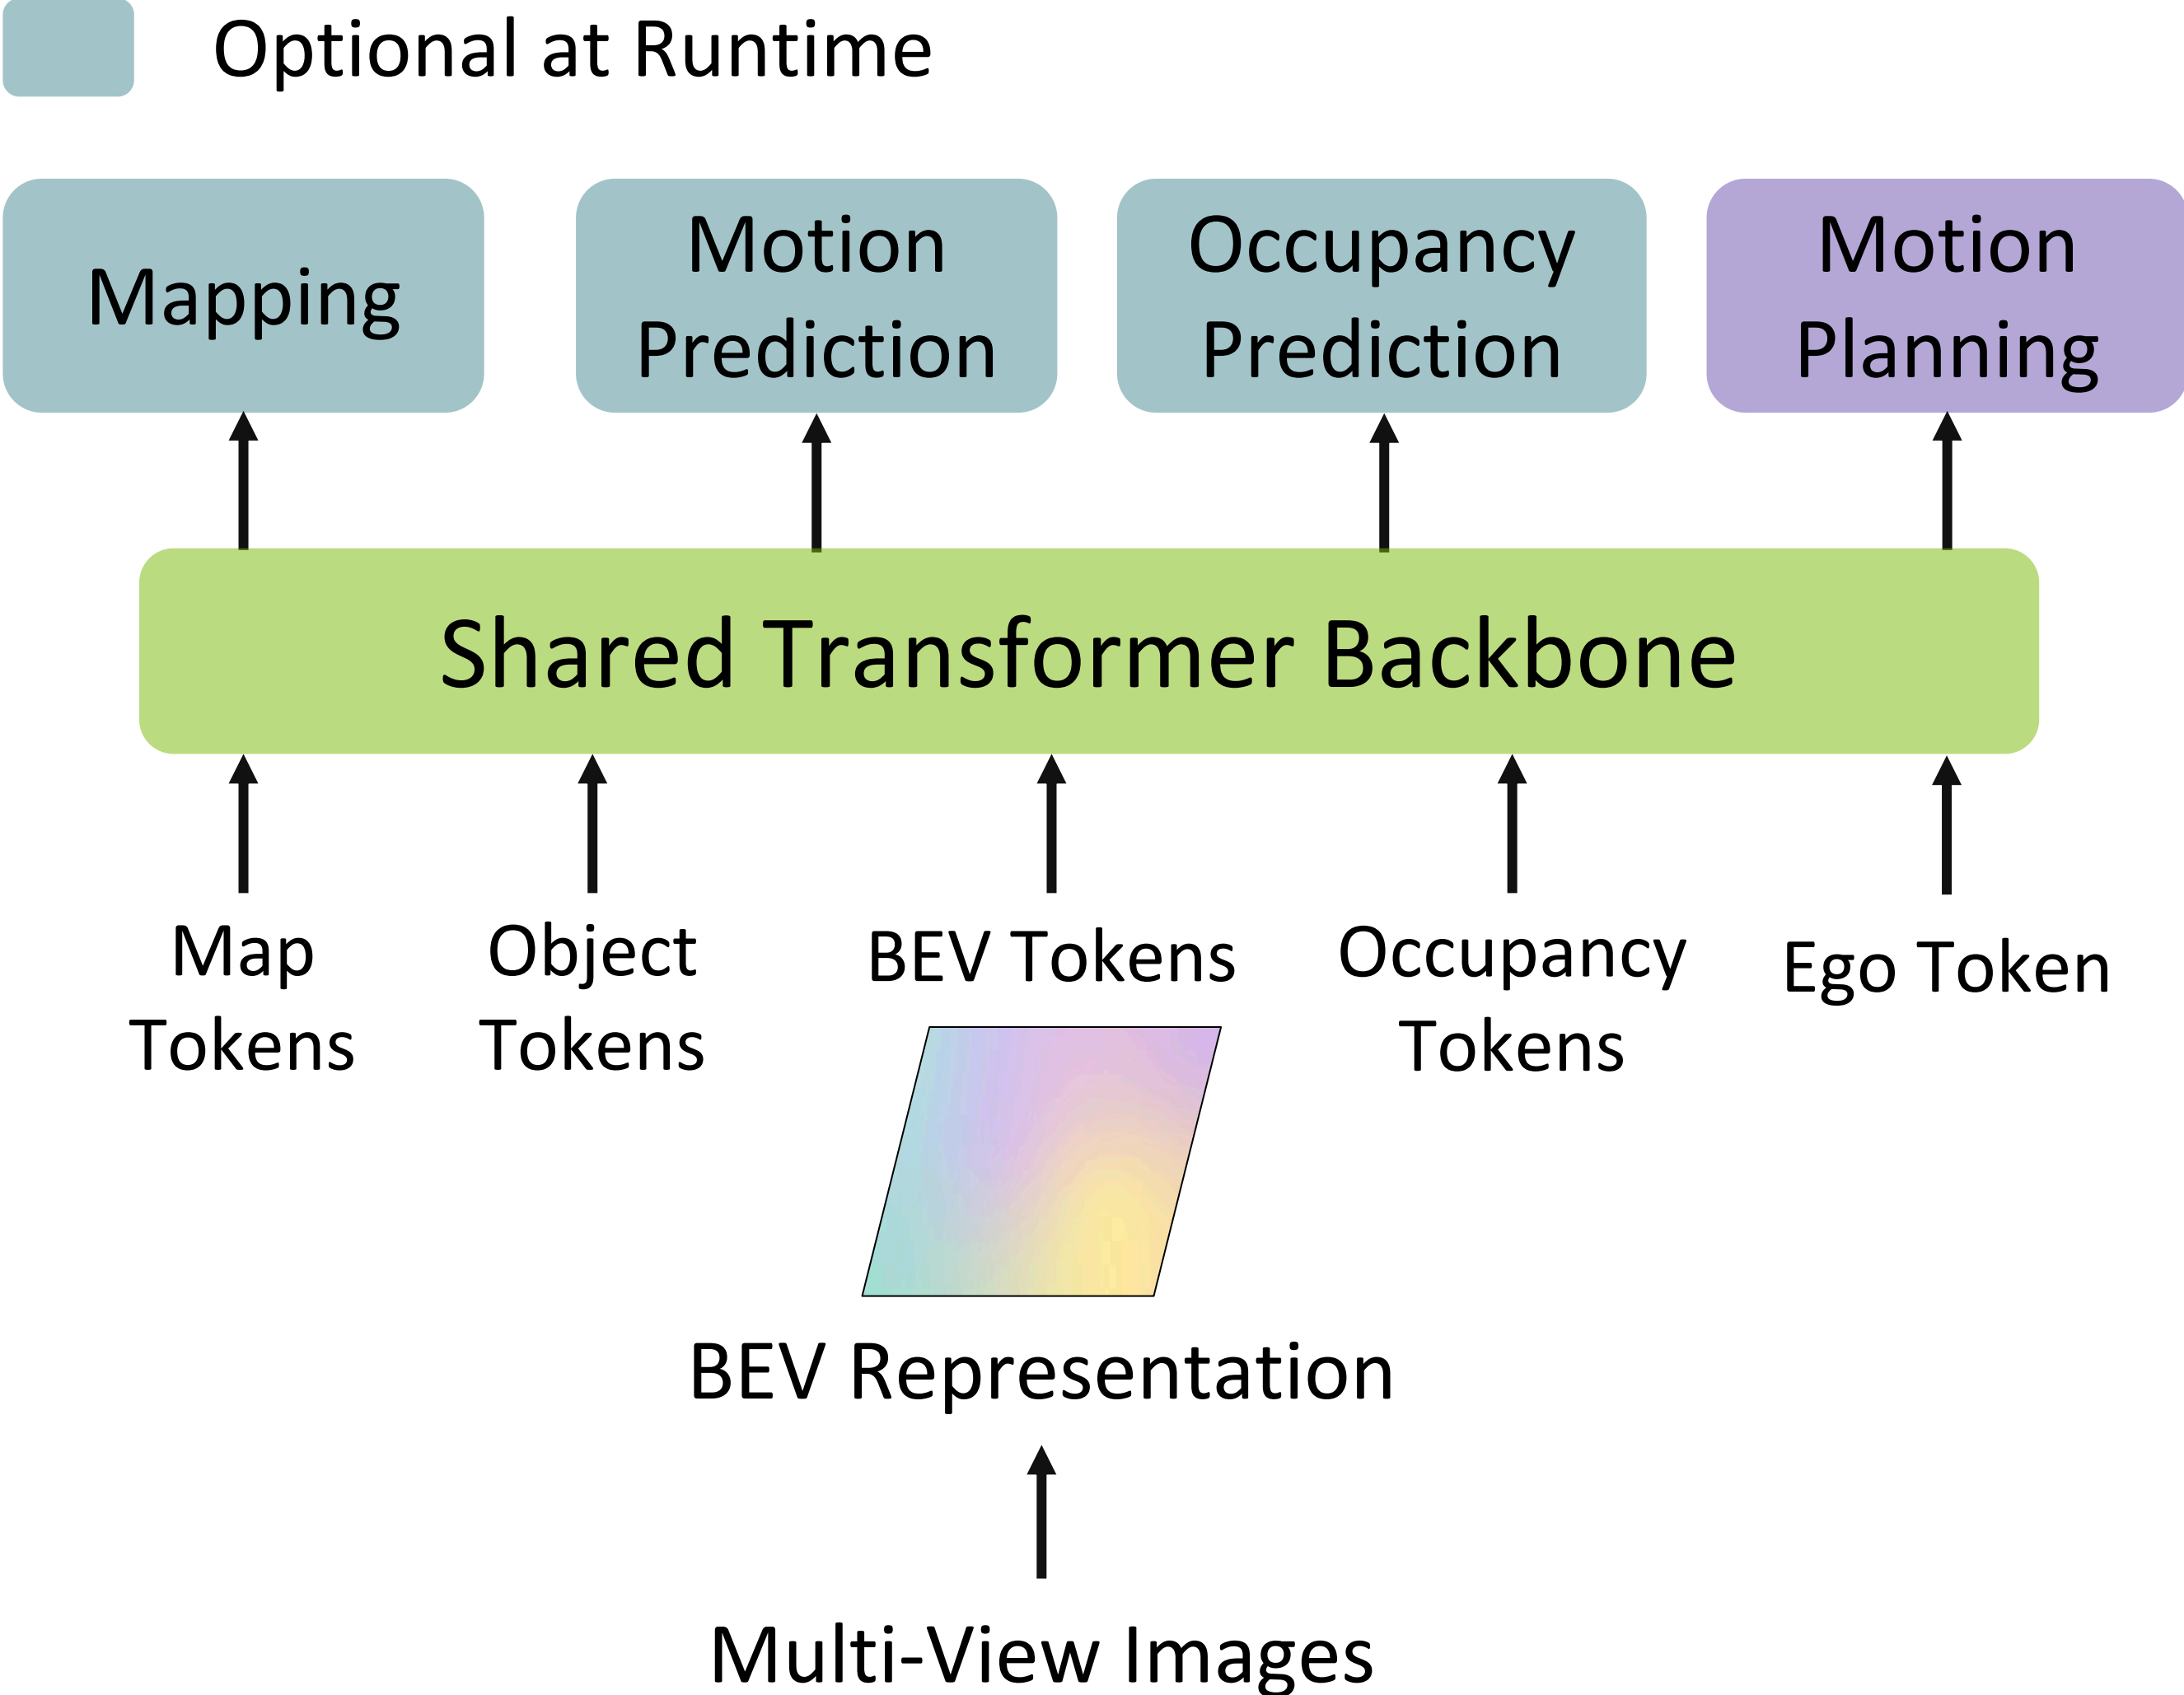 Optional at Runtime
Mapping
Motion
Prediction
Occupancy
Prediction
Motion
Planning
Shared Transformer Backbone
Map
Tokens
Object
Tokens
BEV Tokens
Occupancy
Tokens
Ego Token
BEV Representation
Multi-View Images